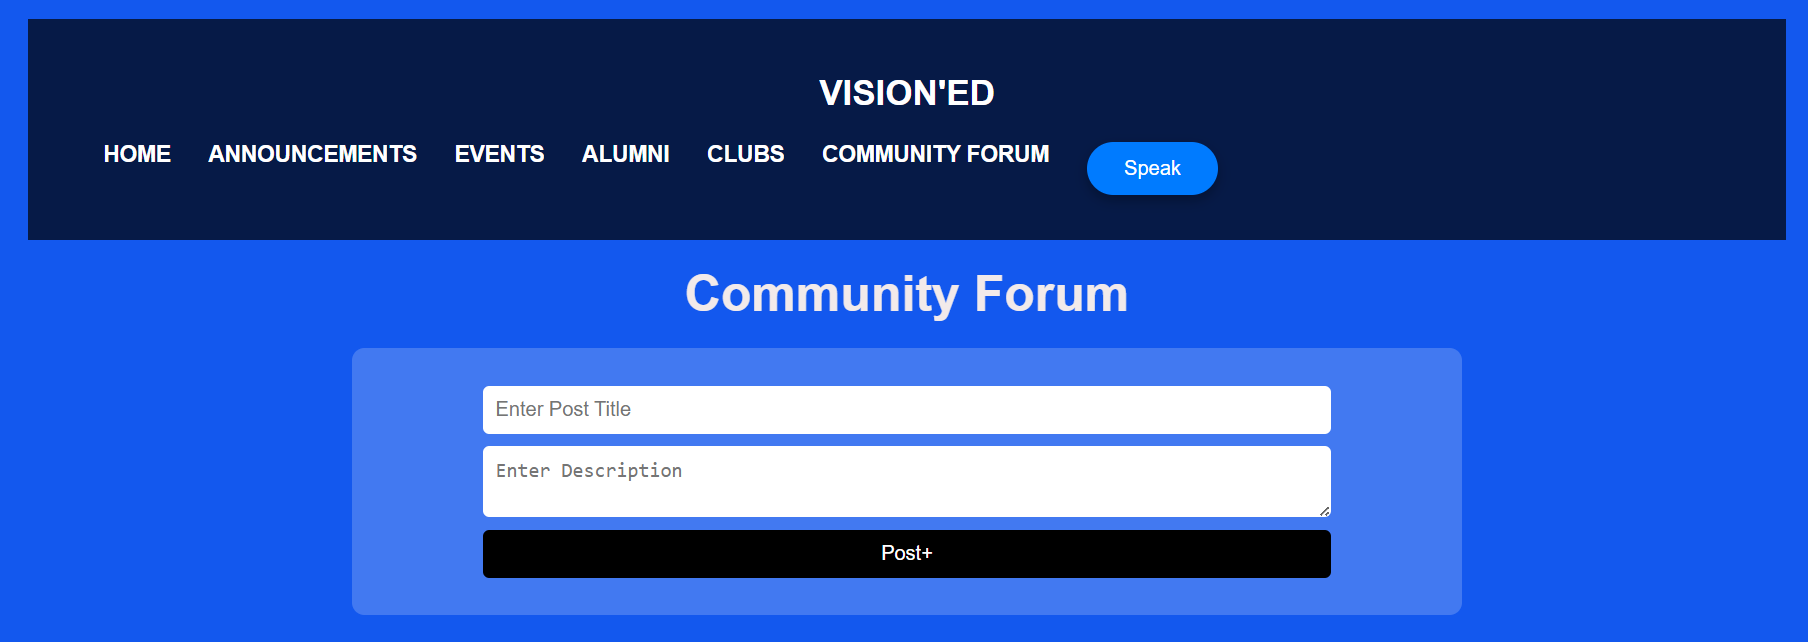 VISION'ED
HOME ANNOUNCEMENTS EVENTS ALUMNI CLUBS COMMUNITY FORUM Speak
Community Forum
Enter Post Title
Enter Description
Post+